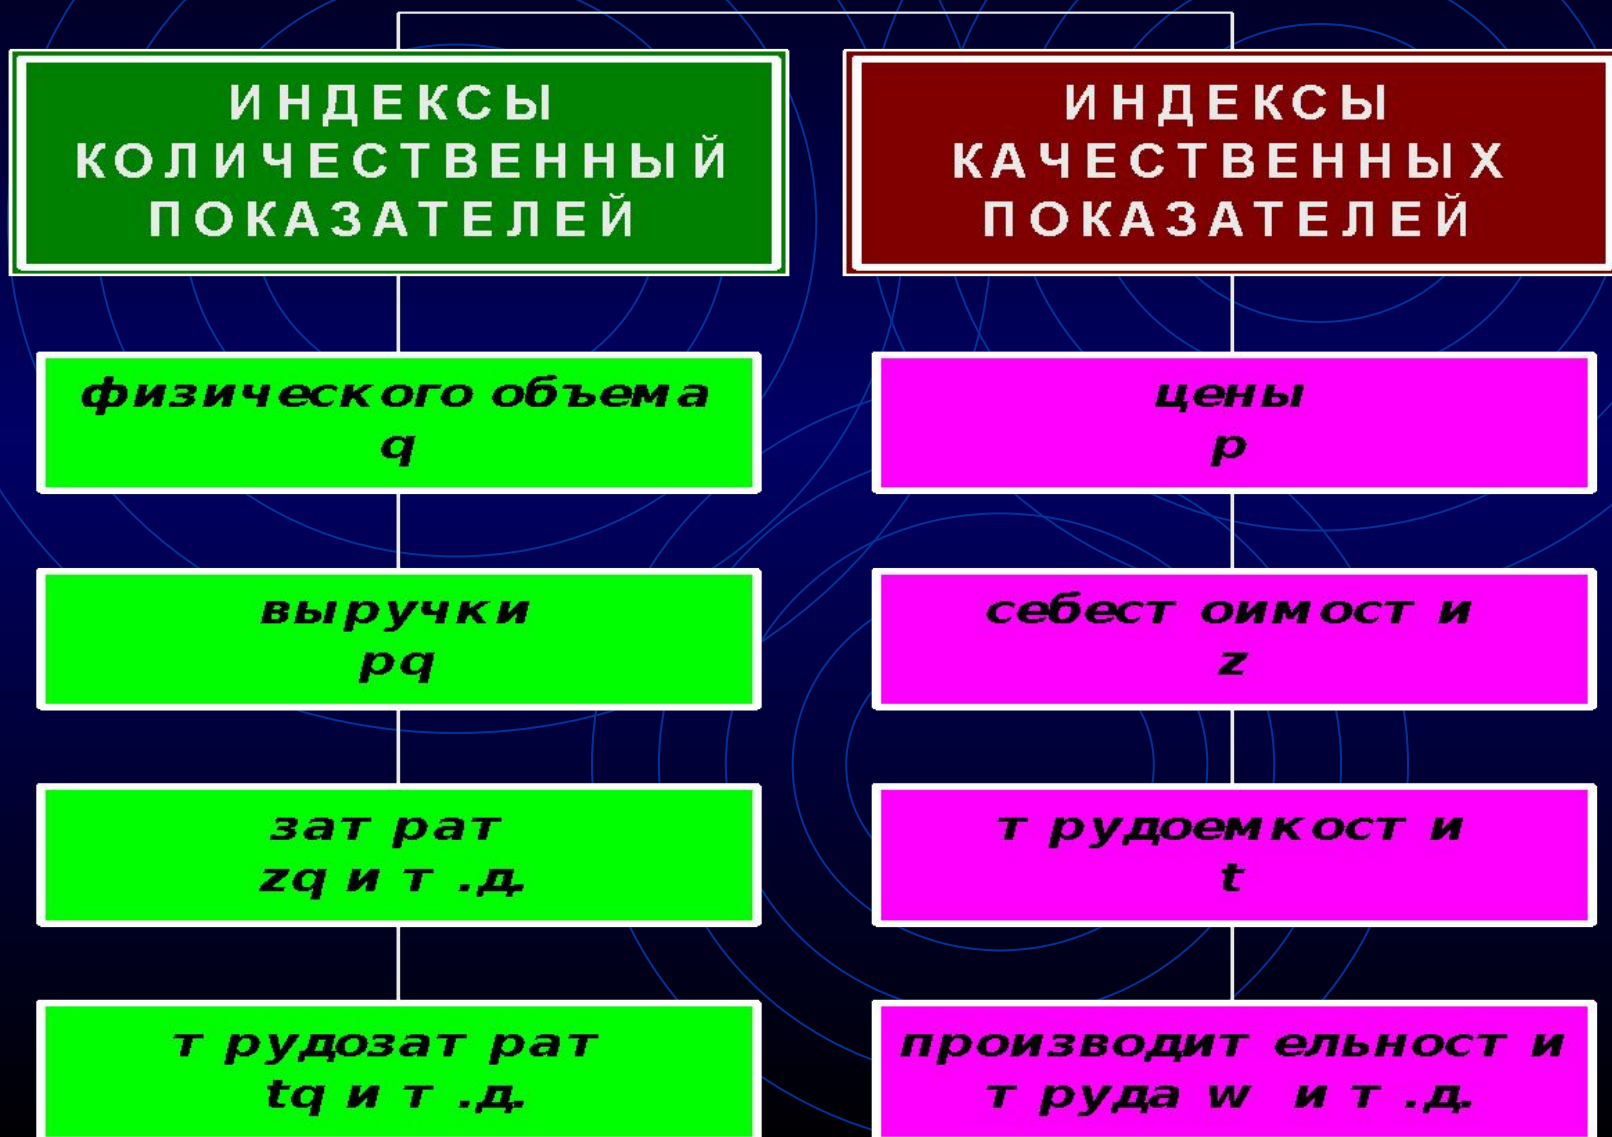 ИНДЕКСЫ
КОЛИЧЕСТВЕННЫЙ
ПОКАЗАТЕЛЕЙ
физического объема
q
выручки
pq
затрат
zq и т.д.
трудозатрат
tq и т.д.
ИНДЕКСЫ
КАЧЕСТВЕННЫХ
ПОКАЗАТЕЛЕЙ
цены
p
себестоимости
z
трудоемкости
t
производительности
труда w и т.д.